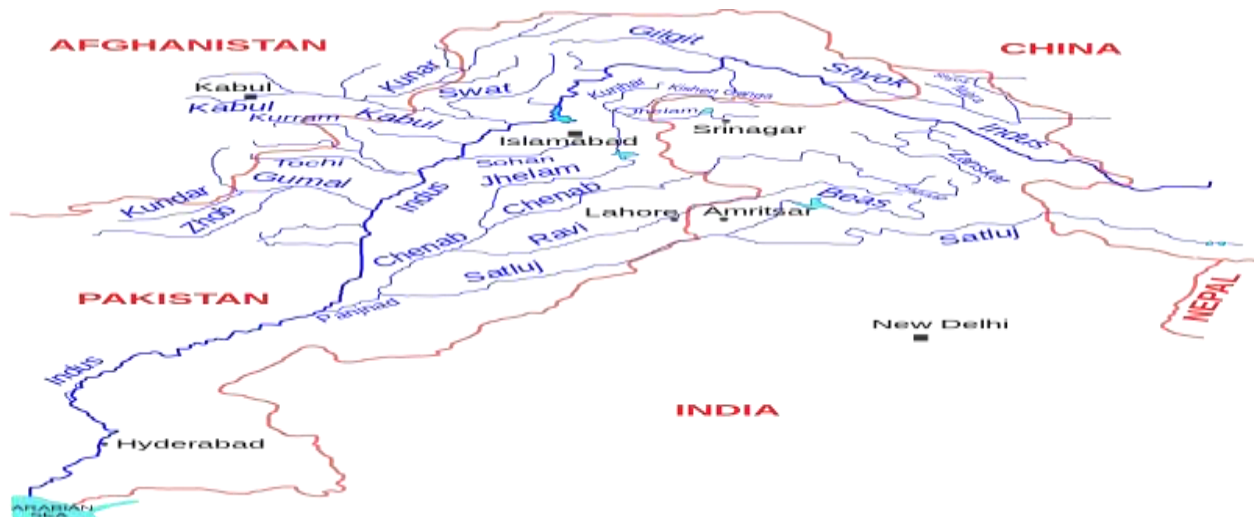 AFGHANISTAN
Gilgit
CHINA
Kunar
Swat
Shyok
Kabul
Kabul
Kurram
Kabul
Kunhar
Kishen Ganga
Jhelam
Srinagar
Indus
Islamabad
Tochi
Sohan
Zanskar
Gumal
Jhelam
Kundar
Zhob
Indus
Chenab
Lahore
Amritsar
Beas
Chenab
Ravi
Satluj
Satluj
PAKISTAN
Panjnad
NEPAL
New Delhi
Indus
INDIA
Hyderabad
ARABIAN
SEA